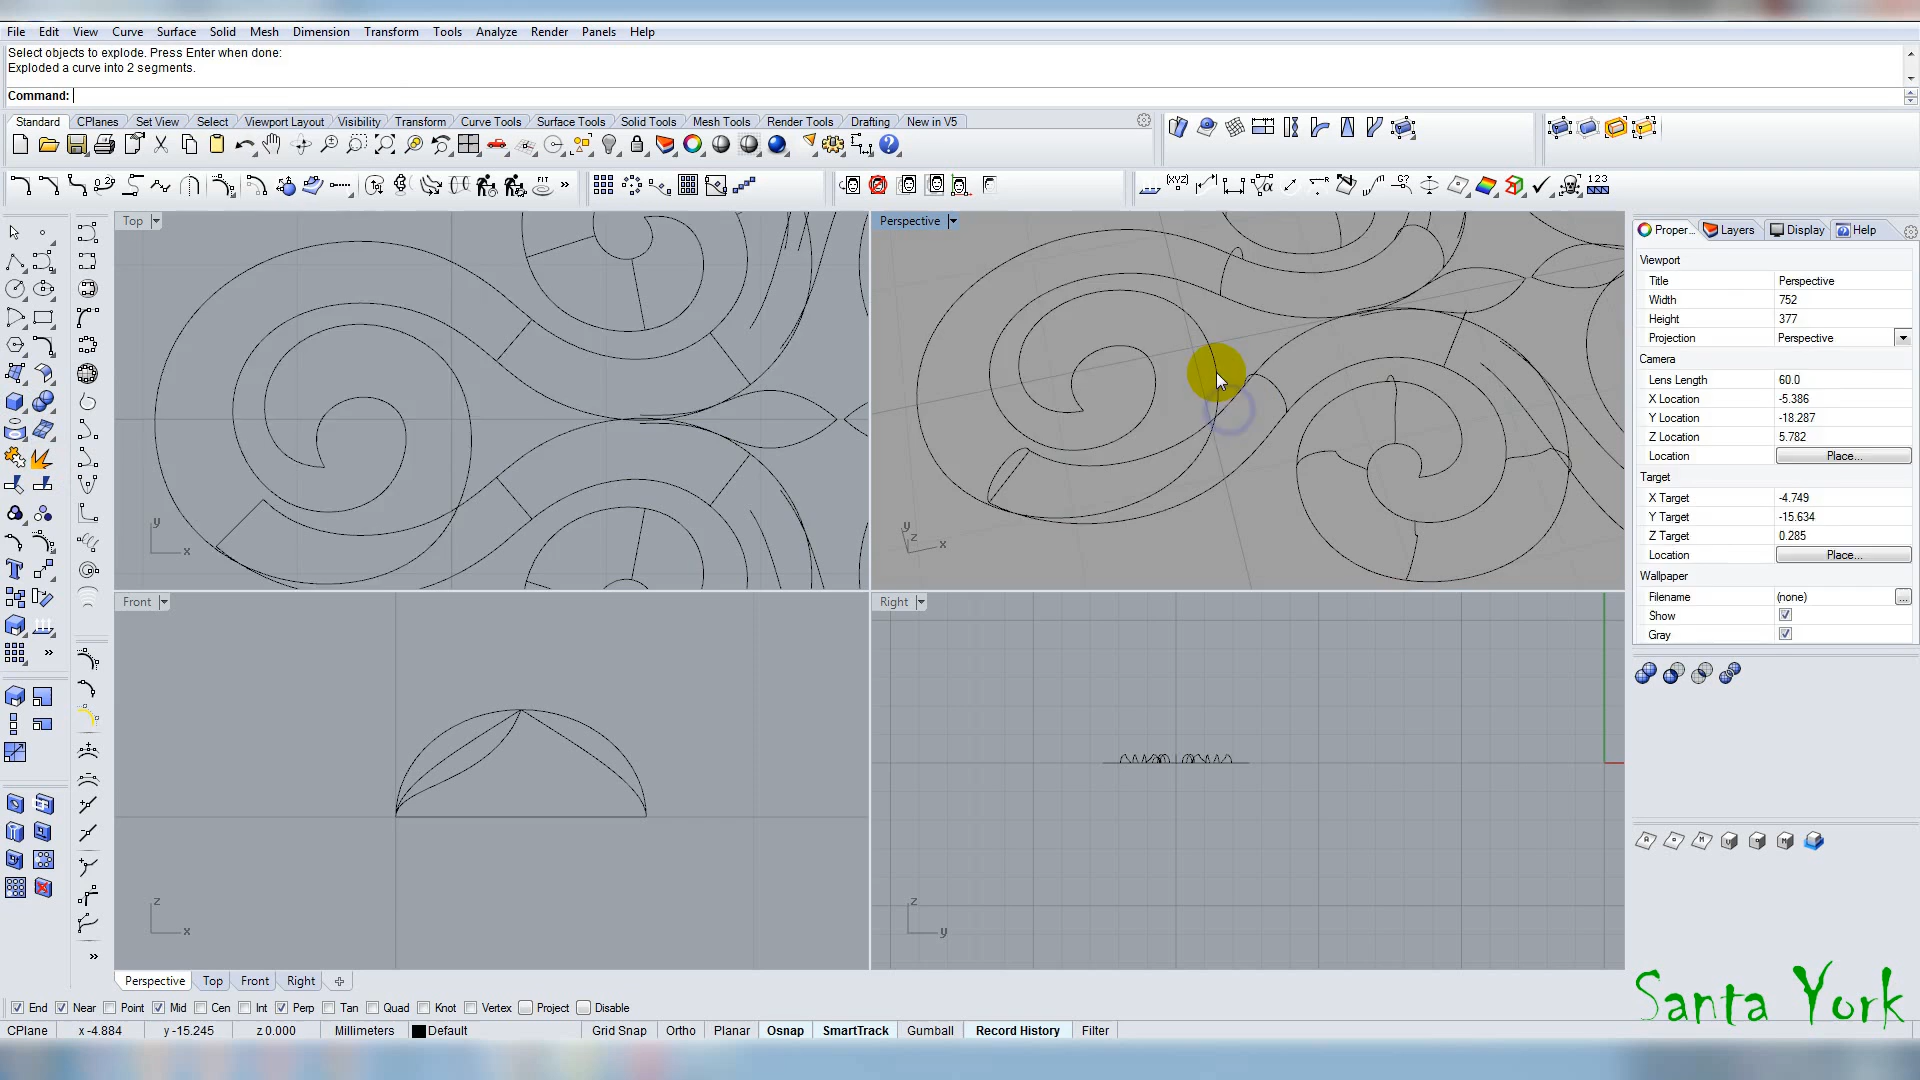 File Edit View Curve Surface Solid Mesh Dimension Transform Tools Analyze Render Panels Help
Select objects to explode. Press Enter when done:
Exploded a curve into 2 segments.
Command:
Standard CPlanes Set View Select Viewport Layout Visibility Transform Curve Tools Surface Tools Solid Tools Mesh Tools Render Tools Drafting New in V5
Top
Perspective
Front
Right
Proper... Layers Display Help
Viewport
Title Perspective
Width 752
Height 377
Projection Perspective
Camera
Lens Length 60.0
X Location -5.386
Y Location -18.287
Z Location 5.782
Location Place...
Target
X Target -4.749
Y Target -15.634
Z Target 0.285
Location Place...
Wallpaper
Filename (none) ...
Show
Gray
y
x
y
z
x
z
x
z
y
Perspective Top Front Right
End Near Point Mid Cen Int Perp Tan Quad Knot Vertex Project Disable
CPlane x -4.884 y -15.245 z 0.000 Millimeters Default Grid Snap Ortho Planar Osnap SmartTrack Gumball Record History Filter
Santa York